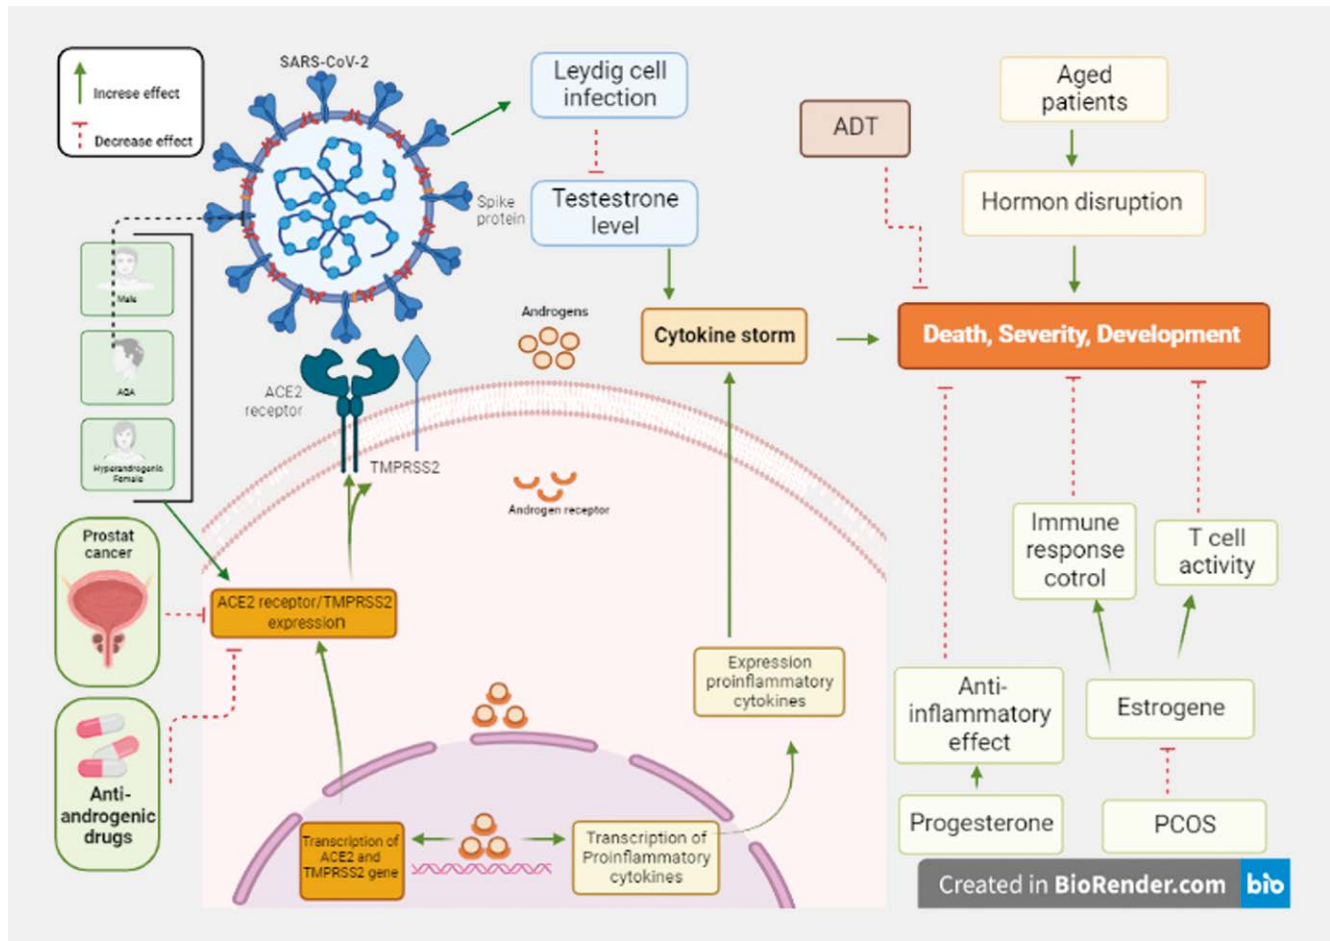 SARS-CoV-2
Increse effect
Decrease effect
Leydig cell
infection
Testestrone
level
Spike
protein
ADT
Aged
patients
Hormon disruption
Male
AGA
Hyperandrogenic
Female
Androgens
Cytokine storm
Death, Severity, Development
ACE2
receptor
TMPRSS2
Androgen receptor
Prostat
cancer
ACE2 receptor/TMPRSS2
expression
Immune
response
cotrol
T cell
activity
Expression
proinflammatory
cytokines
Anti-
inflammatory
effect
Estrogene
Anti-
androgenic
drugs
Transcription of
ACE2 and
TMPRSS2 gene
Transcription of
Proinflammatory
cytokines
Progesterone
PCOS
Created in BioRender.com bio